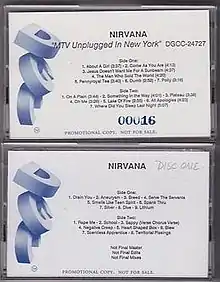 NIRVANA
"MTV Unplugged In New York" DGCC-24727
Side One:
1. About A Girl (3:37) 2. Come As You Are (4:13)
3. Jesus Doesn't Want Me For A Sunbeam (4:37)
4. The Man Who Sold The World (4:20)
5. Pennyroyal Tea (3:40) 6. Dumb (2:52) 7. Polly (3:16)
Side Two:
1. On A Plain (3:44) 2. Something In the Way (4:01) 3. Plateau (3:38)
4. Oh Me (3:26) 5. Lake Of Fire (2:55) 6. All Apologies (4:23)
7. Where Did You Sleep Last Night (5:08)
00016
PROMOTIONAL COPY. NOT FOR SALE.
NIRVANA DISC ONE
Side One:
1. Drain You 2. Aneurysm 3. Breed 4. Serve The Servants
5. Smells Like Teen Spirit 6. Spank Thru
7. Sliver 8. Dive 9. Lithium
Side Two:
1. Rape Me 2. School 3. Sappy (Verse Chorus Verse)
4. Negative Creep 5. Heart Shaped Box 6. Blew
7. Scentless Apprentice 8. Territorial Pissings
Not Final Master
Not Final Edits
Not Final Mixes
PROMOTIONAL COPY. NOT FOR SALE.